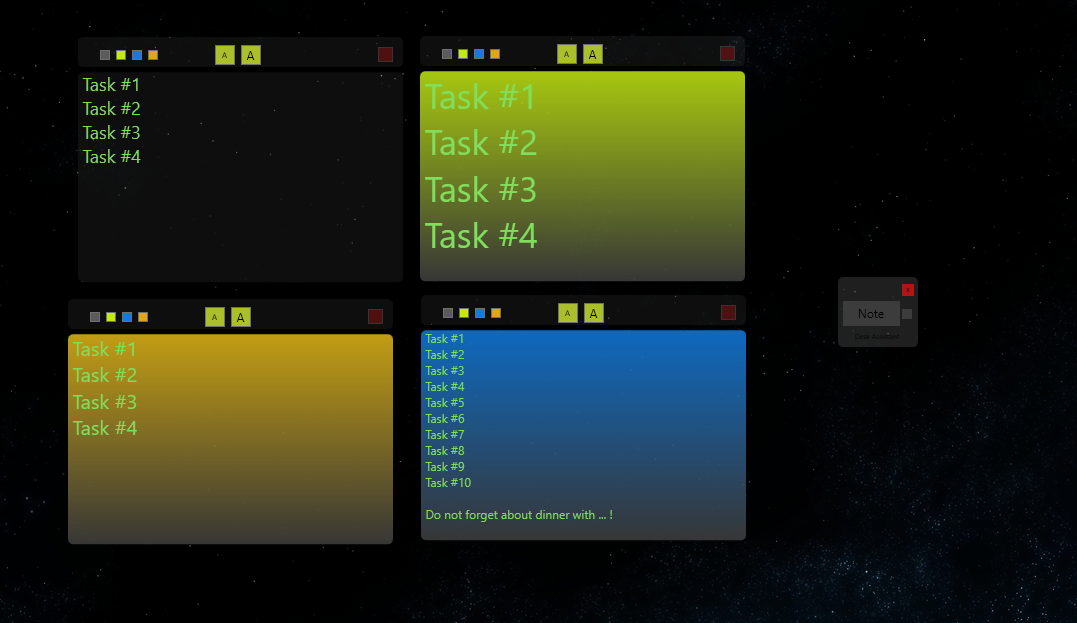 A A
Task #1
Task #2
Task #3
Task #4
A A
Task #1
Task #2
Task #3
Task #4
A A
Task #1
Task #2
Task #3
Task #4
A A
Task #1
Task #2
Task #3
Task #4
Task #5
Task #6
Task #7
Task #8
Task #9
Task #10
Do not forget about dinner with ... !
x
Note
Desk Assistant